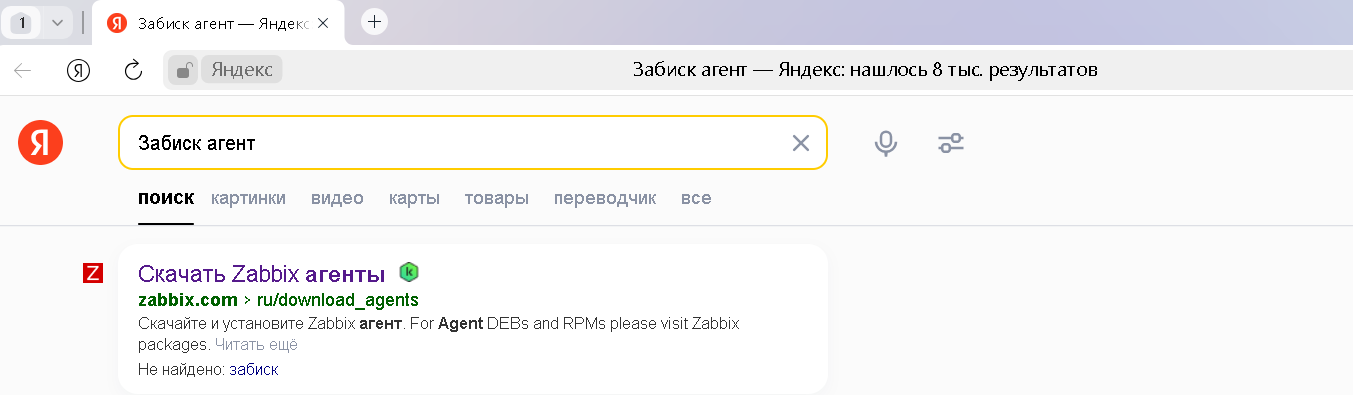 1
Забиск агент — Яндекс
Я
Яндекс
Забиск агент — Яндекс: нашлось 8 тыс. результатов
Я
Забиск агент
поиск картинки видео карты товары переводчик все
Z
Скачать Zabbix агенты
zabbix.com › ru/download_agents
Скачайте и установите Zabbix агент. For Agent DEBs and RPMs please visit Zabbix
packages. Читать ещё
Не найдено: забиск